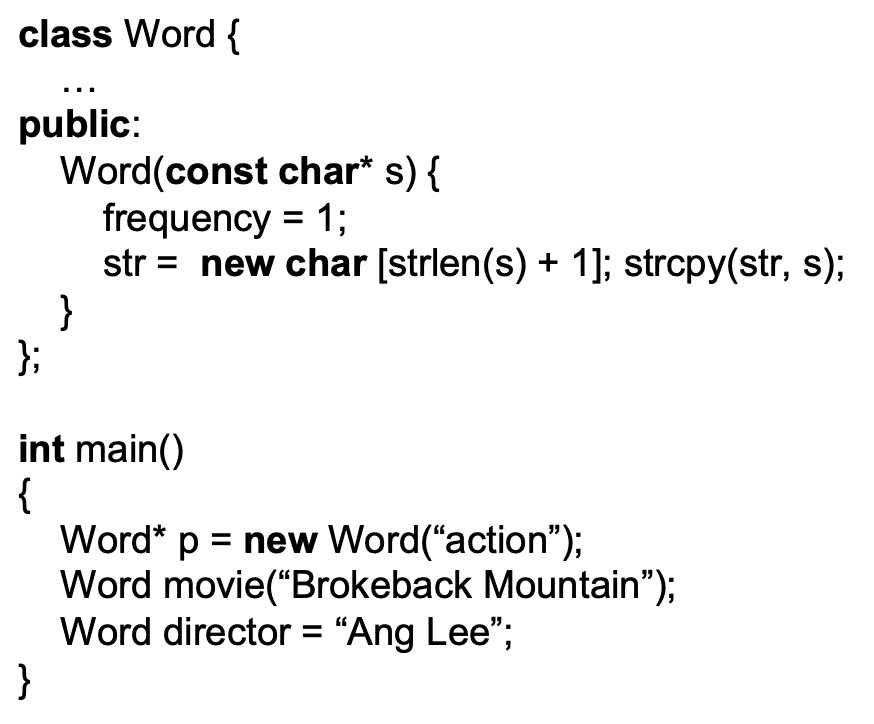 class Word {
…
public:
Word(const char* s) {
frequency = 1;
str =  new char [strlen(s) + 1]; strcpy(str, s);
}
};
int main()
{
Word* p = new Word(“action”);
Word movie(“Brokeback Mountain”);
Word director = “Ang Lee”;
}